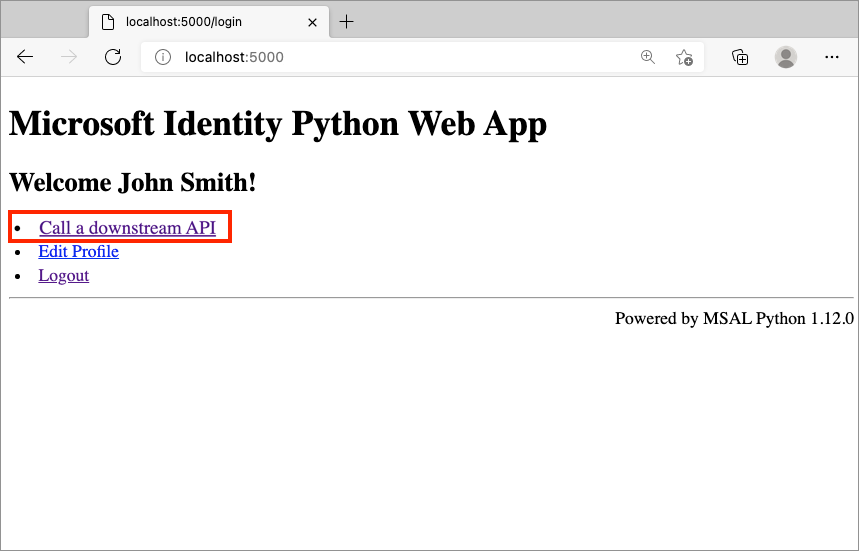 localhost:5000/login
localhost:5000
Microsoft Identity Python Web App
Welcome John Smith!
Call a downstream API
Edit Profile
Logout
Powered by MSAL Python 1.12.0